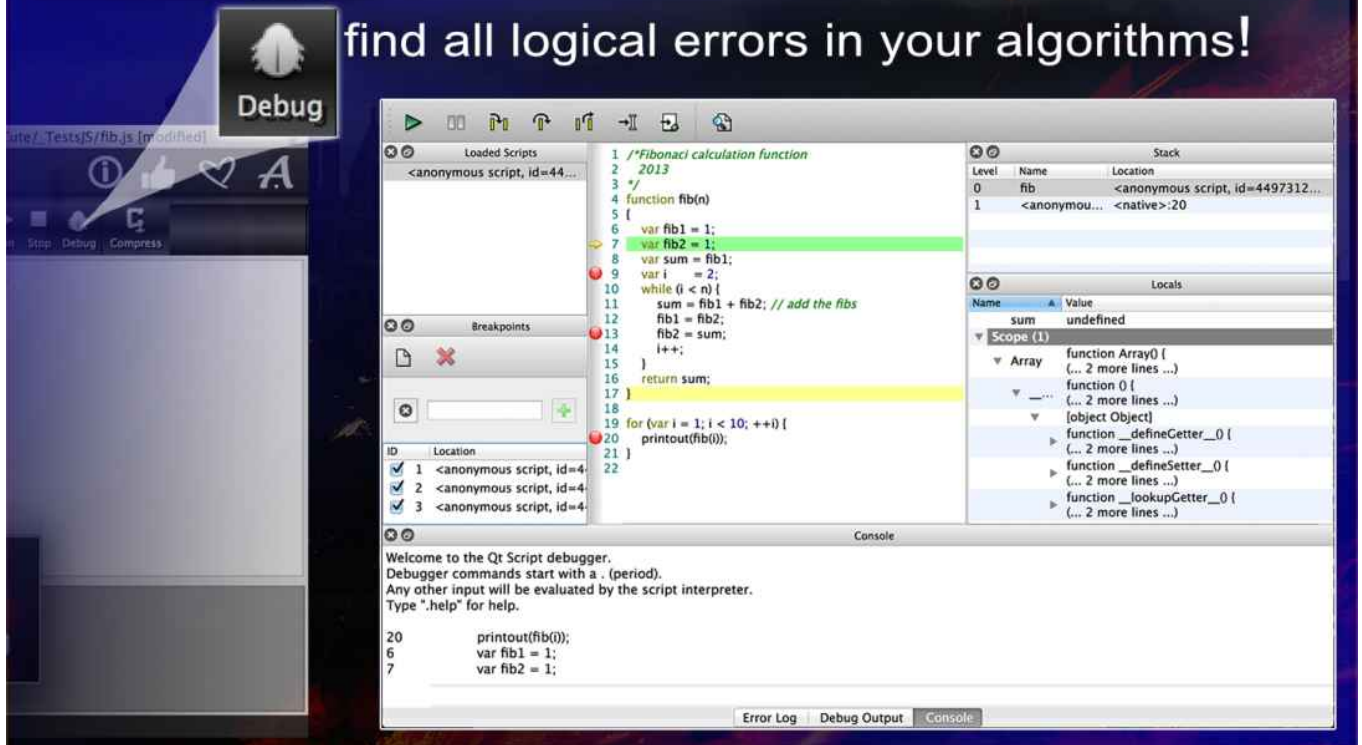 find all logical errors in your algorithms!
Debug
ute/_TestsJS/fib.js [modified]
Stop Debug Compress
Loaded Scripts
<anonymous script, id=44...
Breakpoints
ID Location
1 <anonymous script, id=4
2 <anonymous script, id=4
3 <anonymous script, id=4
1 /*Fibonaci calculation function
2 2013
3 */
4 function fib(n)
5 {
6 var fib1 = 1;
7 var fib2 = 1;
8 var sum = fib1;
9 var i = 2;
10 while (i < n) {
11 sum = fib1 + fib2; // add the fibs
12 fib1 = fib2;
13 fib2 = sum;
14 i++;
15 }
16 return sum;
17 }
18
19 for (var i = 1; i < 10; ++i) {
20 printout(fib(i));
21 }
22
Stack
Level Name Location
0 fib <anonymous script, id=4497312...
1 <anonymou... <native>:20
Locals
Name Value
sum undefined
Scope (1)
Array function Array() {
(... 2 more lines ...)
__... function () {
(... 2 more lines ...)
[object Object]
function __defineGetter__() {
(... 2 more lines ...)
function __defineSetter__() {
(... 2 more lines ...)
function __lookupGetter__() {
(... 2 more lines ...)
Console
Welcome to the Qt Script debugger.
Debugger commands start with a . (period).
Any other input will be evaluated by the script interpreter.
Type ".help" for help.
20 printout(fib(i));
6 var fib1 = 1;
7 var fib2 = 1;
Error Log Debug Output Console